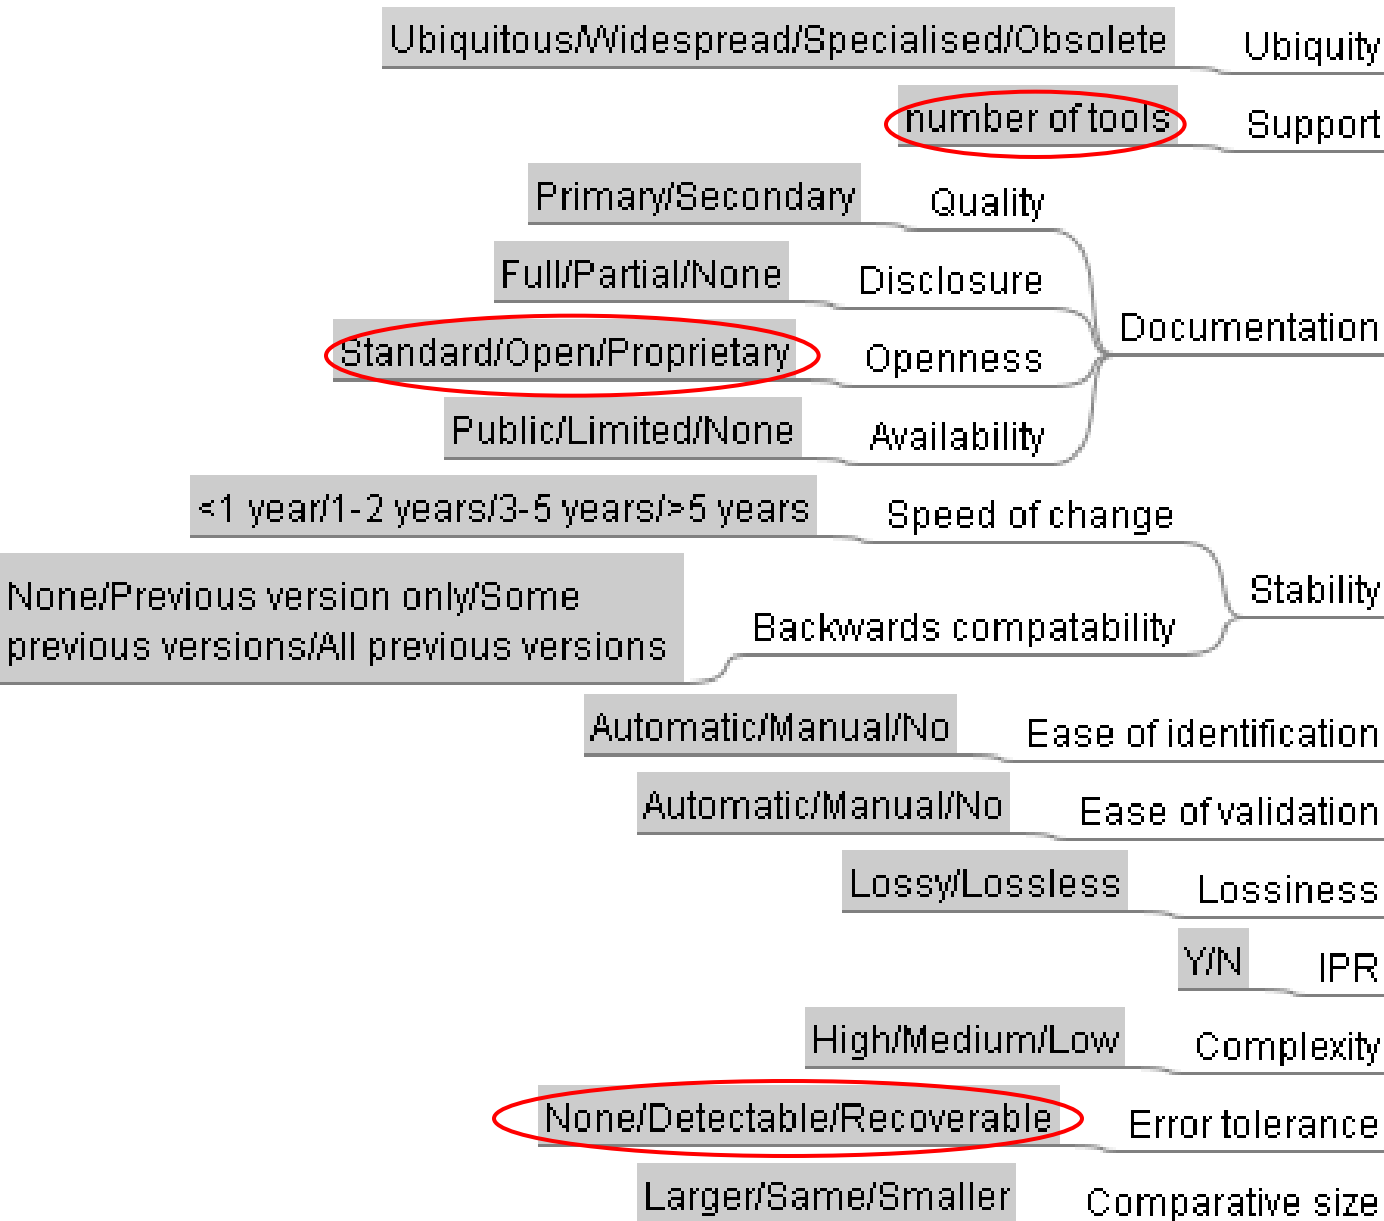 Ubiquitous/Widespread/Specialised/Obsolete Ubiquity
number of tools Support
Primary/Secondary Quality
Full/Partial/None Disclosure
Documentation
Standard/Open/Proprietary Openness
Public/Limited/None Availability
<1 year/1-2 years/3-5 years/>5 years Speed of change
Stability
None/Previous version only/Some
previous versions/All previous versions
Backwards compatability
Automatic/Manual/No Ease of identification
Automatic/Manual/No Ease of validation
Lossy/Lossless Lossiness
Y/N IPR
High/Medium/Low Complexity
None/Detectable/Recoverable Error tolerance
Larger/Same/Smaller Comparative size